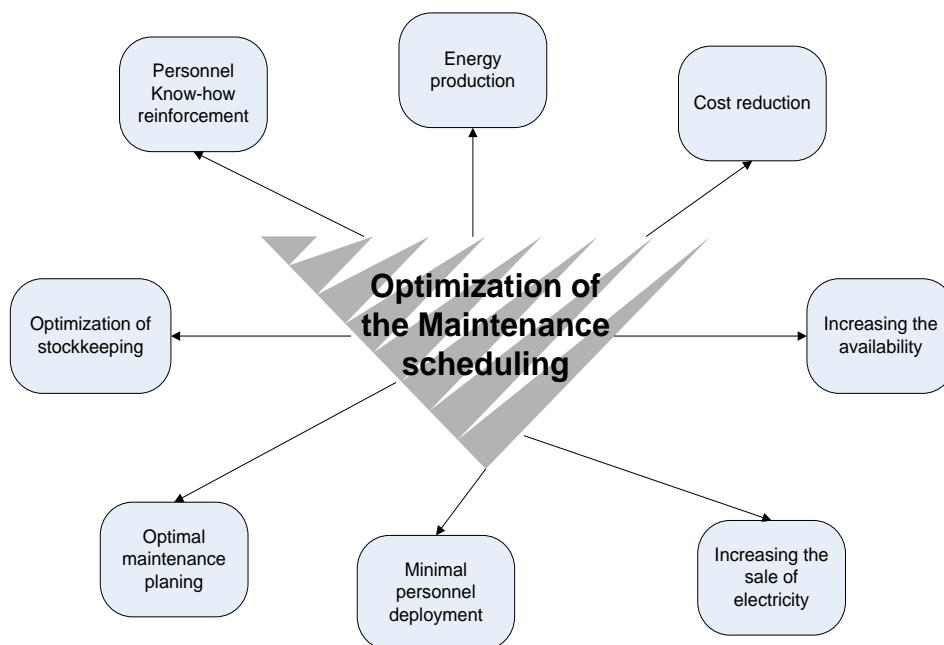 Personnel
Know-how
reinforcement
Energy
production
Cost reduction
Optimization of
the Maintenance
scheduling
Optimization of
stockkeeping
Increasing the
availability
Optimal
maintenance
planing
Minimal
personnel
deployment
Increasing the
sale of
electricity